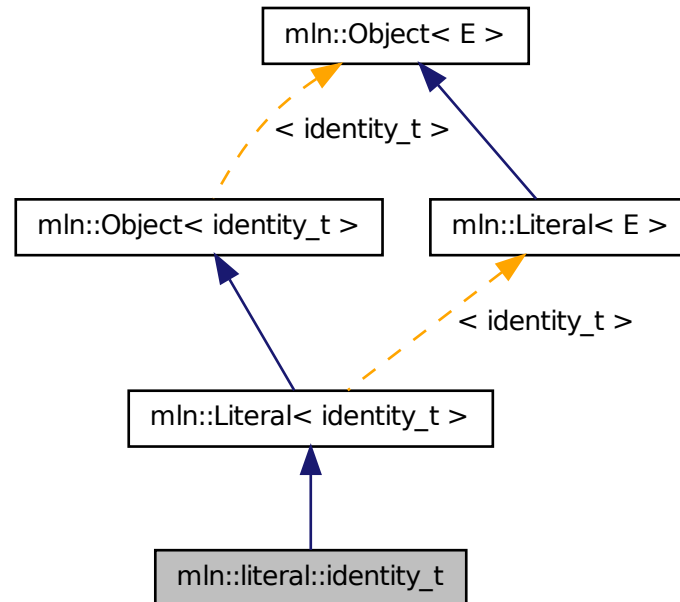 mln::Object< E >
< identity_t >
mln::Object< identity_t >
mln::Literal< E >
< identity_t >
mln::Literal< identity_t >
mln::literal::identity_t